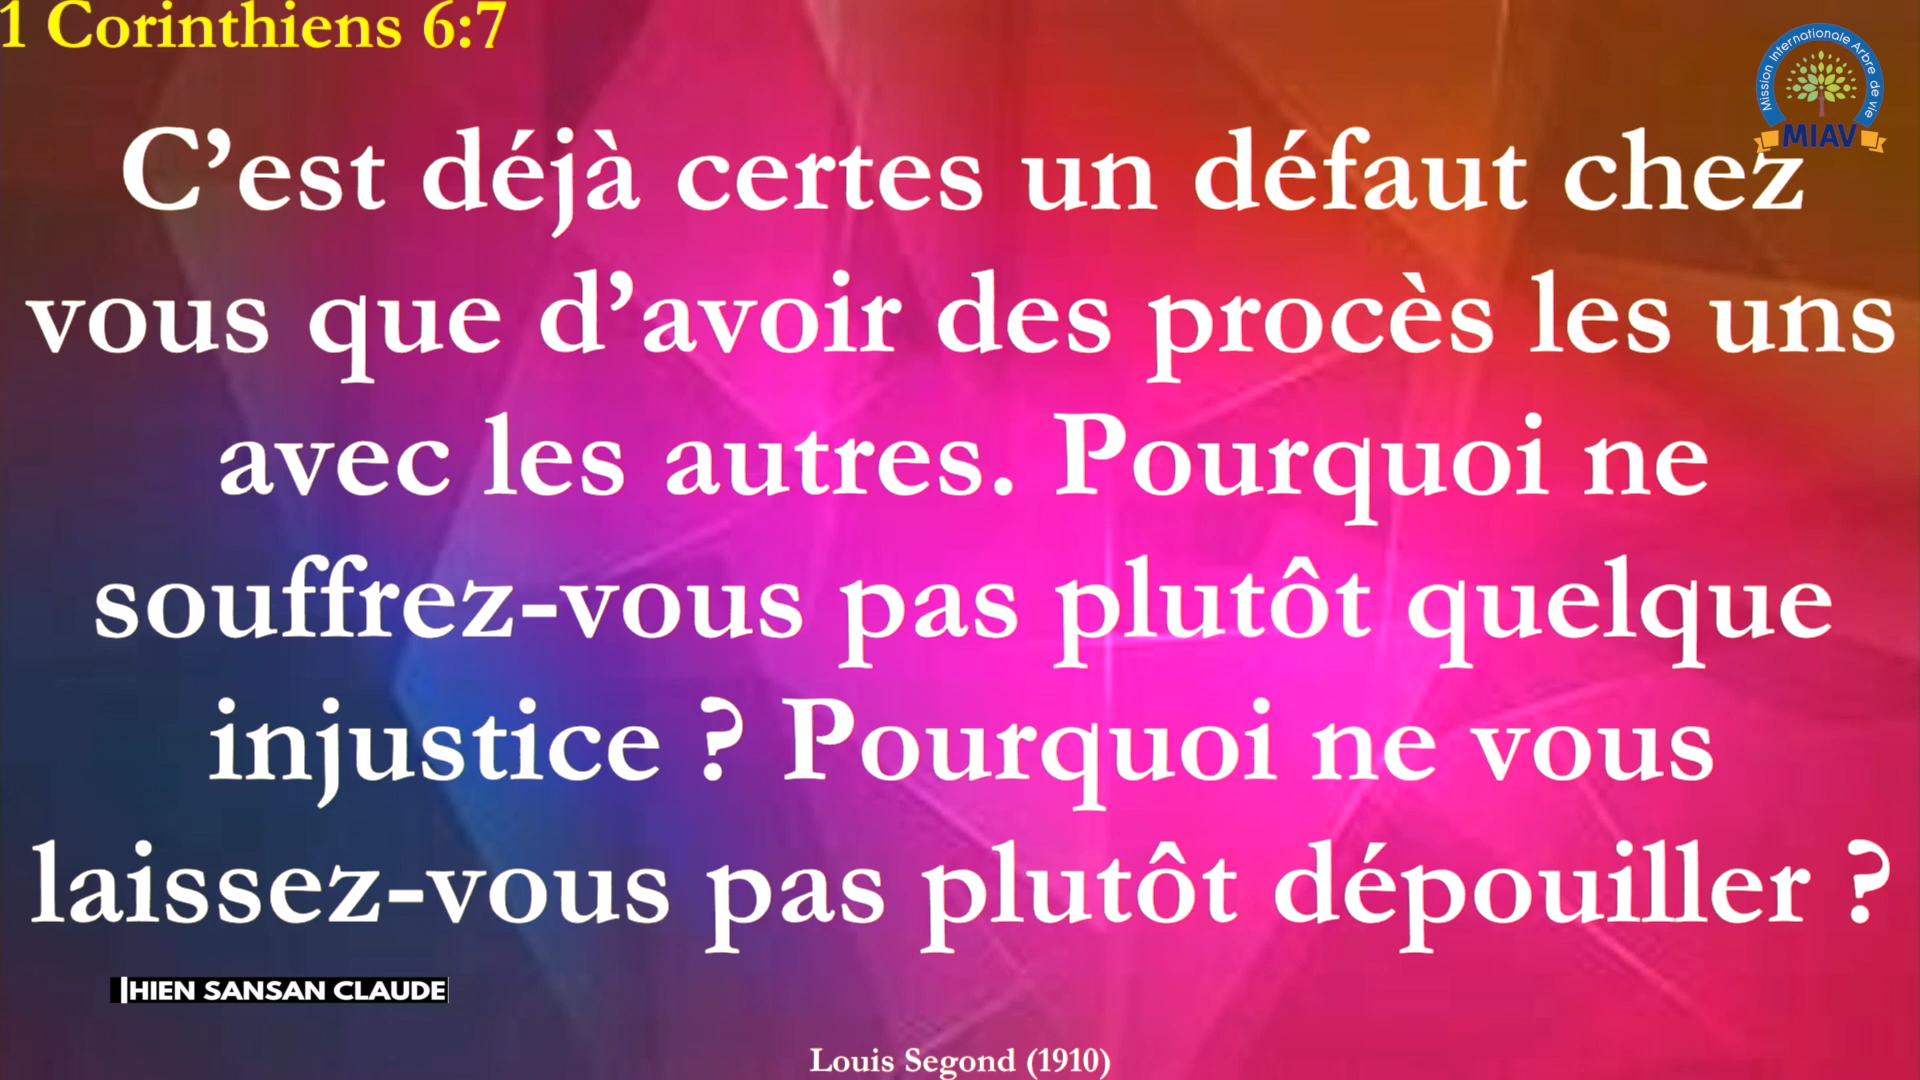 1 Corinthiens 6:7
Mission Internationale Arbre de vie
MIAV
C’est déjà certes un défaut chez
vous que d’avoir des procès les uns
avec les autres. Pourquoi ne
souffrez-vous pas plutôt quelque
injustice ? Pourquoi ne vous
laissez-vous pas plutôt dépouiller ?
HIEN SANSAN CLAUDE
Louis Segond (1910)